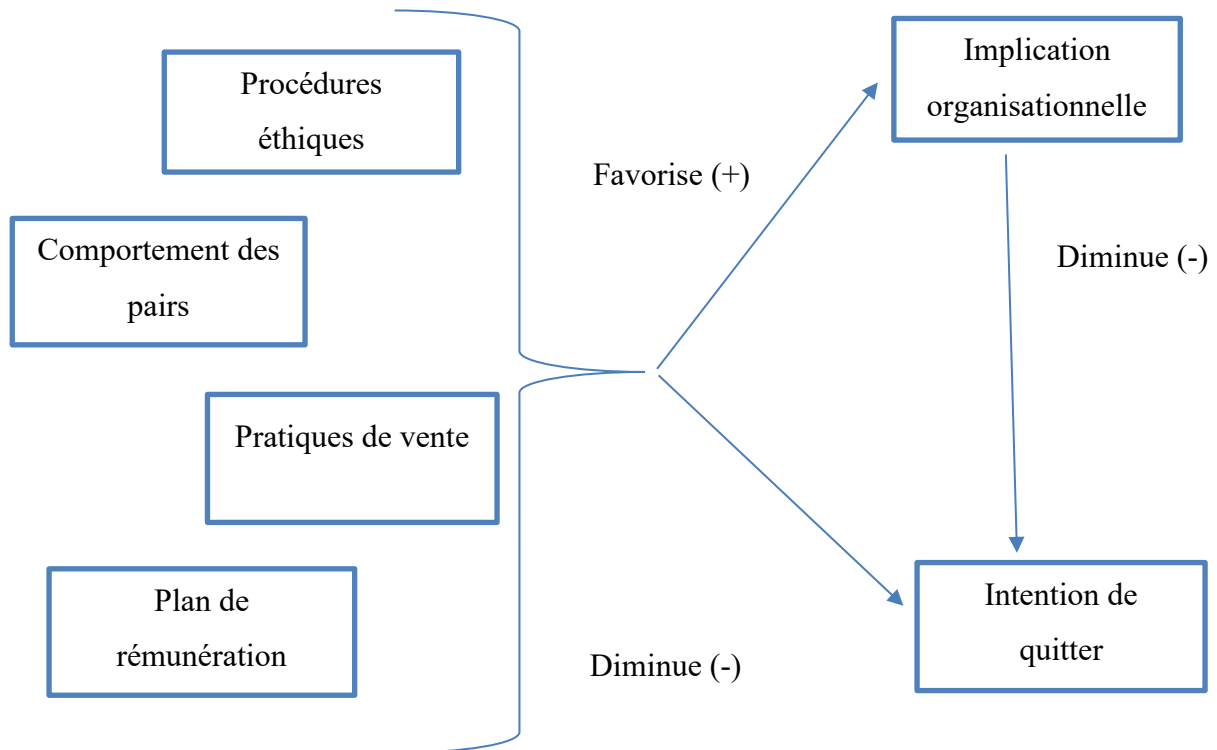 Procédures
éthiques
Comportement des
pairs
Pratiques de vente
Plan de
rémunération
Favorise (+)
Diminue (-)
Implication
organisationnelle
Diminue (-)
Intention de
quitter